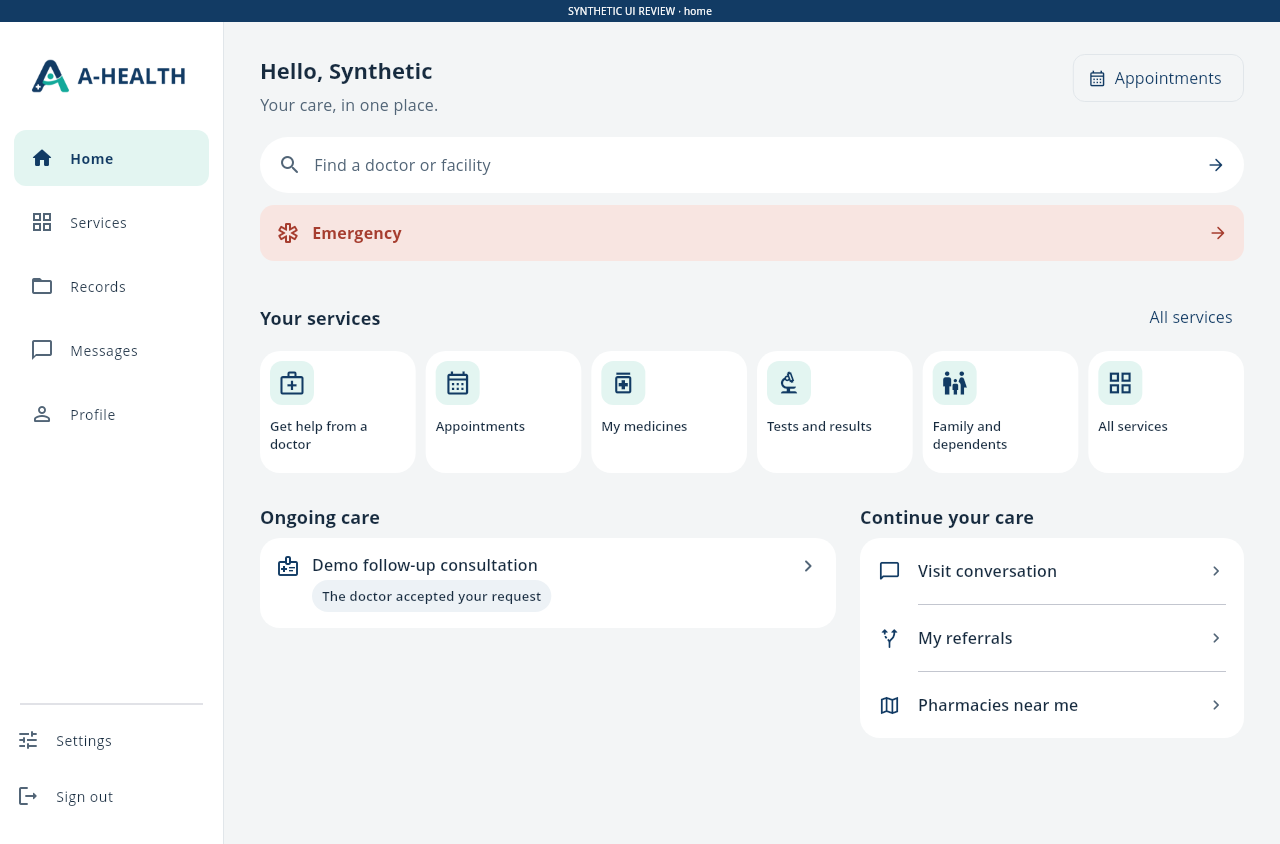 SYNTHETIC UI REVIEW · home
A-HEALTH
Home
Services
Records
Messages
Profile
Settings
Sign out
Hello, Synthetic
Your care, in one place.
Appointments
Find a doctor or facility
Emergency
Your services
All services
Get help from a
doctor
Appointments
My medicines
Tests and results
Family and
dependents
All services
Ongoing care
Demo follow-up consultation
The doctor accepted your request
Continue your care
Visit conversation
My referrals
Pharmacies near me